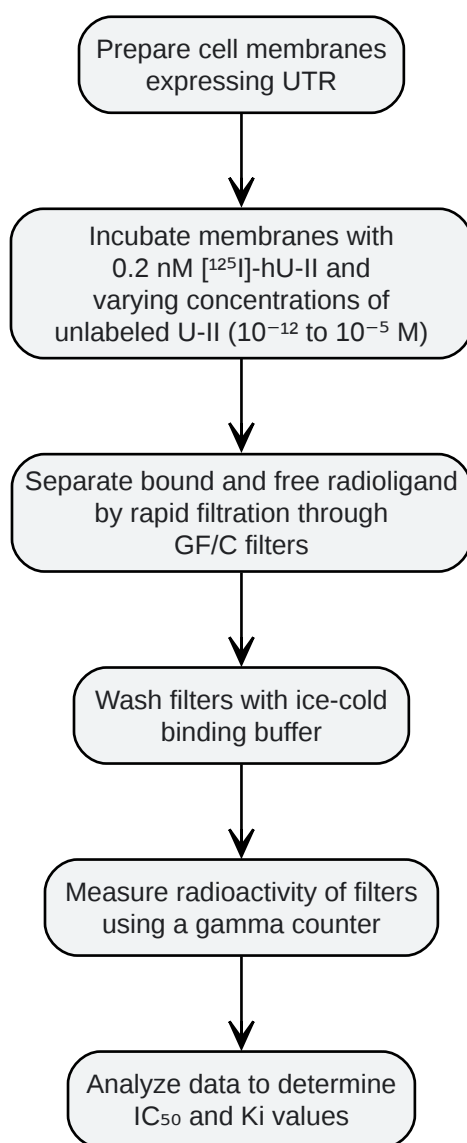 Prepare cell membranes
expressing UTR
Incubate membranes with
0.2 nM [¹²⁵I]-hU-II and
varying concentrations of
unlabeled U-II (10⁻¹² to 10⁻⁵ M)
Separate bound and free radioligand
by rapid filtration through
GF/C filters
Wash filters with ice-cold
binding buffer
Measure radioactivity of filters
using a gamma counter
Analyze data to determine
IC₅₀ and Ki values